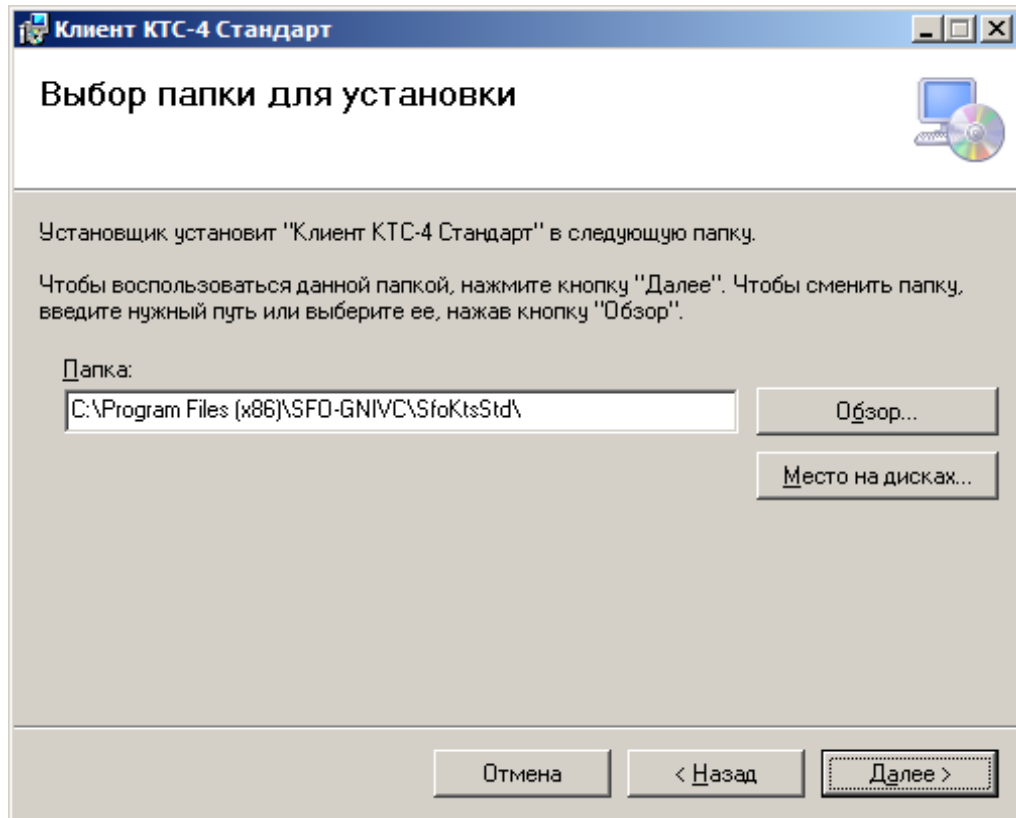 Клиент КТС-4 Стандарт
Выбор папки для установки
Установщик установит "Клиент КТС-4 Стандарт" в следующую папку.
Чтобы воспользоваться данной папкой, нажмите кнопку "Далее". Чтобы сменить папку,
введите нужный путь или выберите ее, нажав кнопку "Обзор".
Папка:
C:\Program Files (x86)\SFO-GNIVC\SfoKtsStd\
Обзор...
Место на дисках...
Отмена
< Назад
Далее >